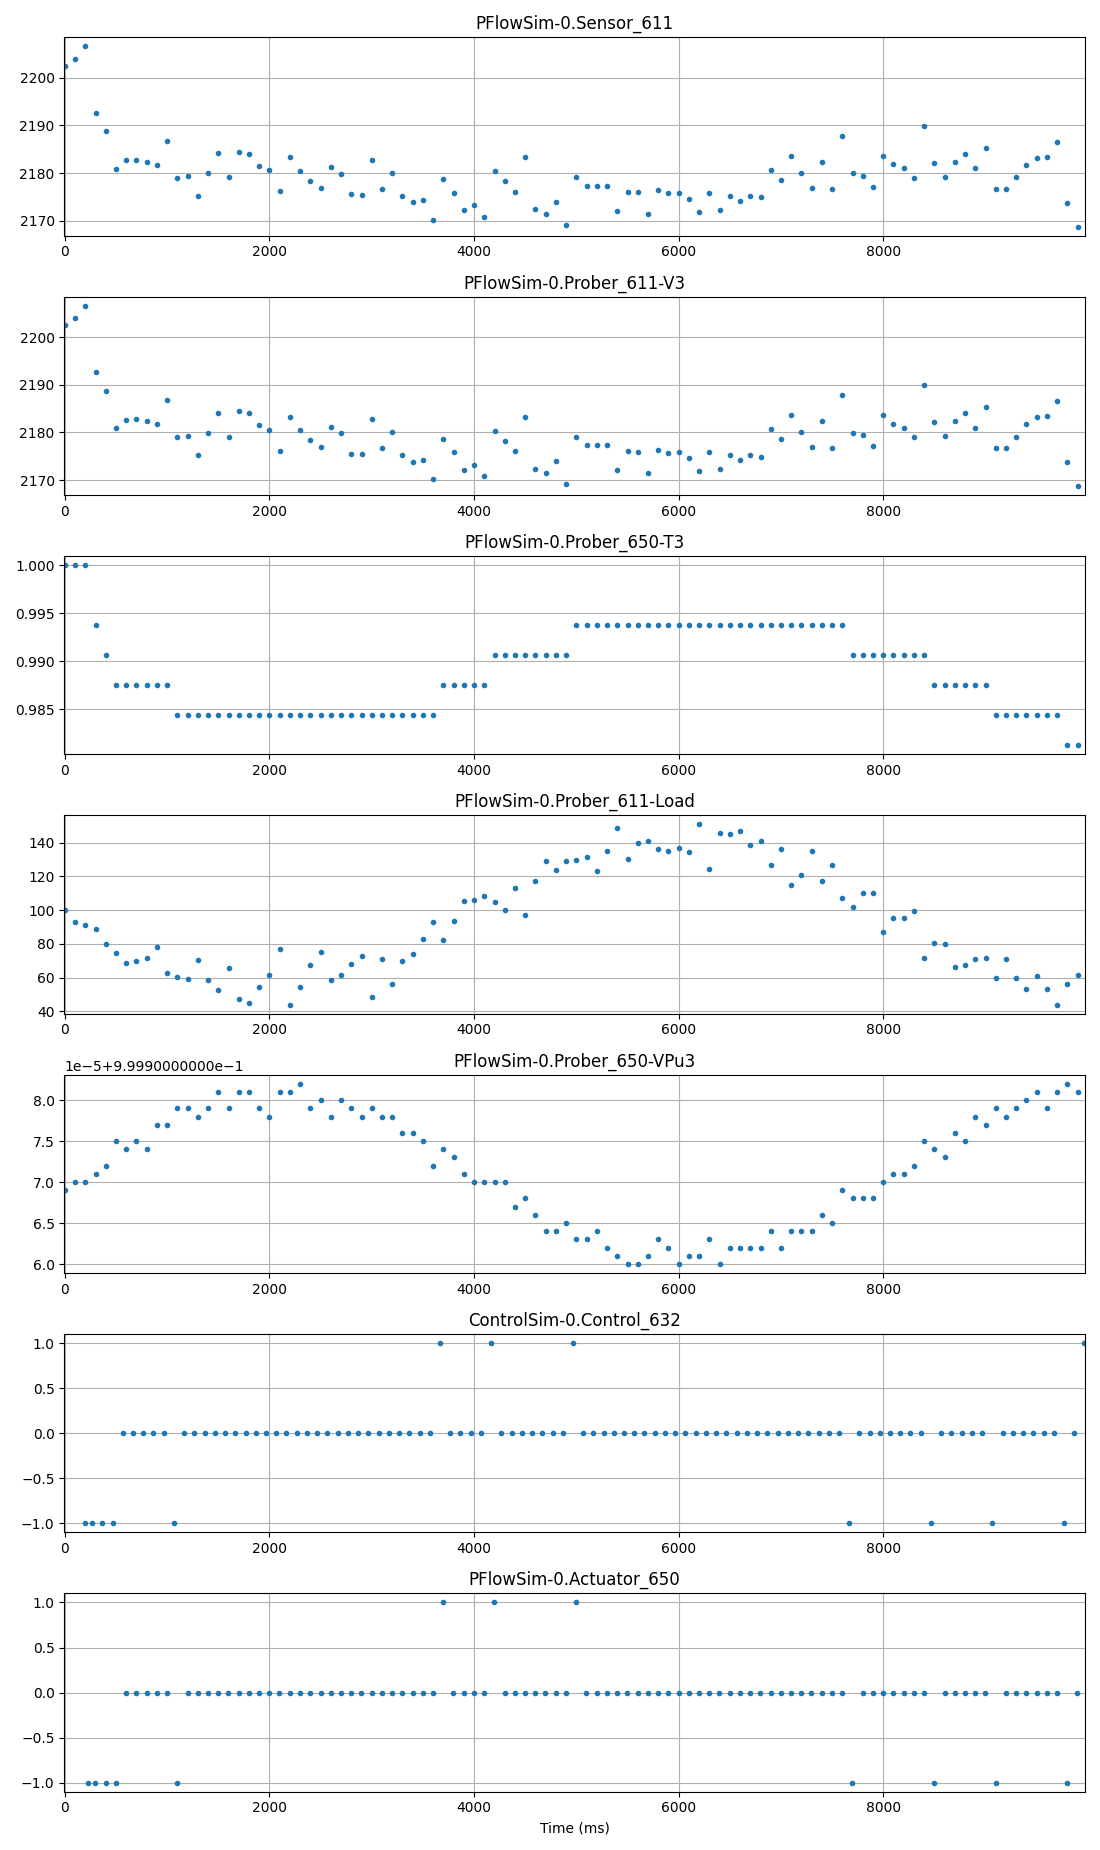 PFlowSim-0.Sensor_611
2200
2190
2180
2170
0 2000 4000 6000 8000
PFlowSim-0.Prober_611-V3
2200
2190
2180
2170
0 2000 4000 6000 8000
PFlowSim-0.Prober_650-T3
1.000
0.995
0.990
0.985
0 2000 4000 6000 8000
PFlowSim-0.Prober_611-Load
140
120
100
80
60
40
0 2000 4000 6000 8000
PFlowSim-0.Prober_650-VPu3
1e−5+9.9990000000e−1
8.0
7.5
7.0
6.5
6.0
0 2000 4000 6000 8000
ControlSim-0.Control_632
1.0
0.5
0.0
−0.5
−1.0
0 2000 4000 6000 8000
PFlowSim-0.Actuator_650
1.0
0.5
0.0
−0.5
−1.0
0 2000 4000 6000 8000
Time (ms)